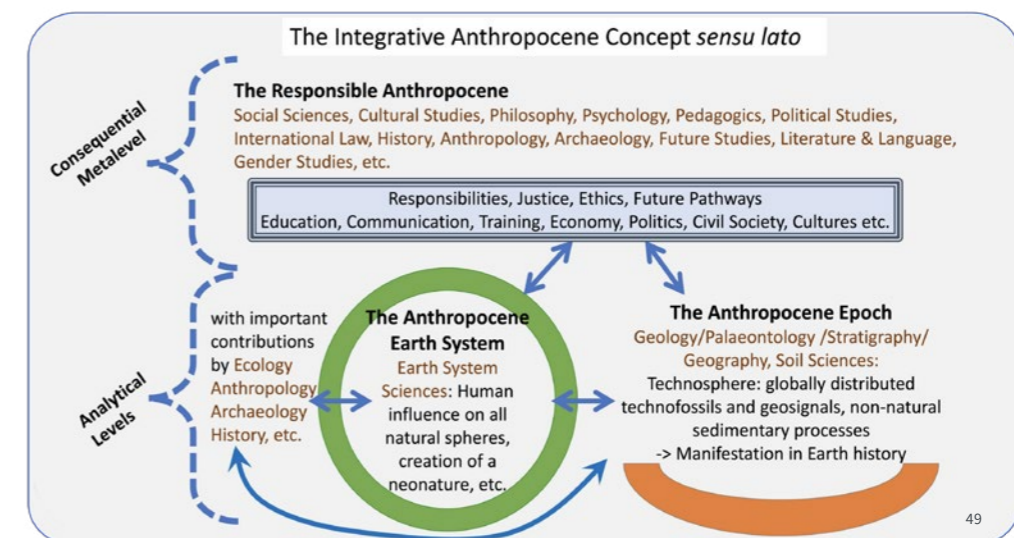 The Integrative Anthropocene Concept sensu lato
Consequential
Metalevel
The Responsible Anthropocene
Social Sciences, Cultural Studies, Philosophy, Psychology, Pedagogics, Political Studies,
International Law, History, Anthropology, Archaeology, Future Studies, Literature & Language,
Gender Studies, etc.
Responsibilities, Justice, Ethics, Future Pathways
Education, Communication, Training, Economy, Politics, Civil Society, Cultures etc.
Analytical
Levels
with important
contributions
by Ecology
Anthropology
Archaeology
History, etc.
The Anthropocene
Earth System
Earth System
Sciences: Human
influence on all
natural spheres,
creation of a
neonature, etc.
The Anthropocene Epoch
Geology/Palaeontology /Stratigraphy/
Geography, Soil Sciences:
Technosphere: globally distributed
technofossils and geosignals, non-natural
sedimentary processes
-> Manifestation in Earth history
49